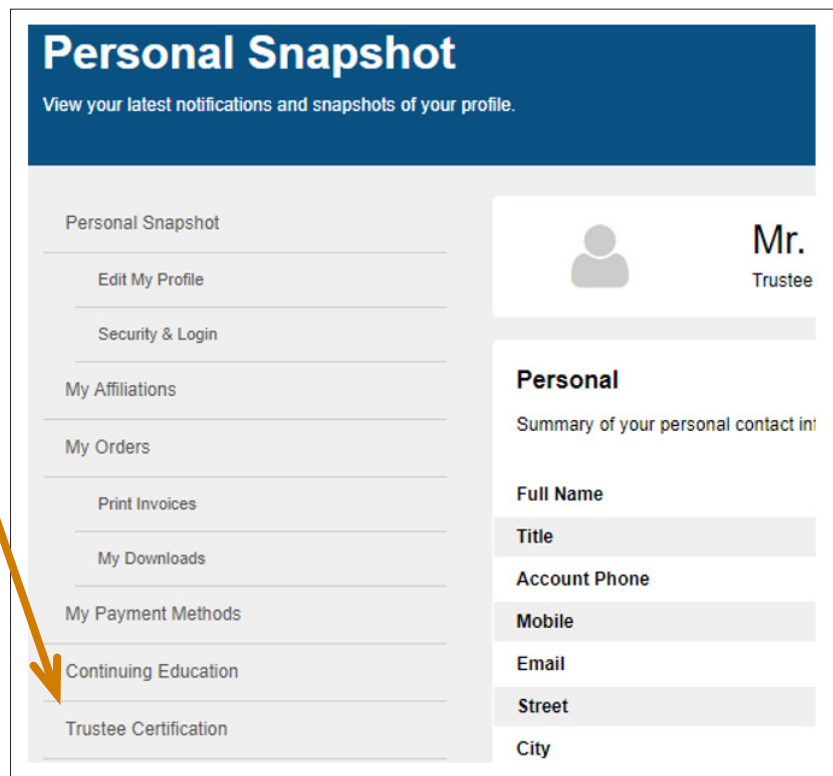 Personal Snapshot
View your latest notifications and snapshots of your profile.
Personal Snapshot
Edit My Profile
Security & Login
My Affiliations
My Orders
Print Invoices
My Downloads
My Payment Methods
Continuing Education
Trustee Certification
Mr.
Trustee
Personal
Summary of your personal contact
Full Name
Title
Account Phone
Mobile
Email
Street
City